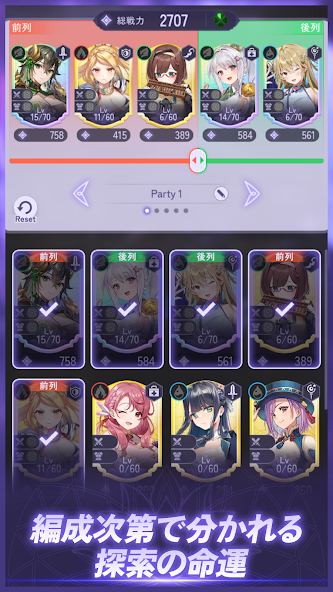 総戦力 2707
前列
後列
Lv
15/70
Lv
11/60
Lv
6/60
Lv
14/70
Lv
6/70
758
415
389
584
561
Party 1
Reset
前列
後列
後列
前列
15/70
14/70
6/70
6/60
758
584
561
389
前列
Lv
11/60
Lv
0/60
Lv
0/60
Lv
0/60
編成次第で分かれる
探索の命運